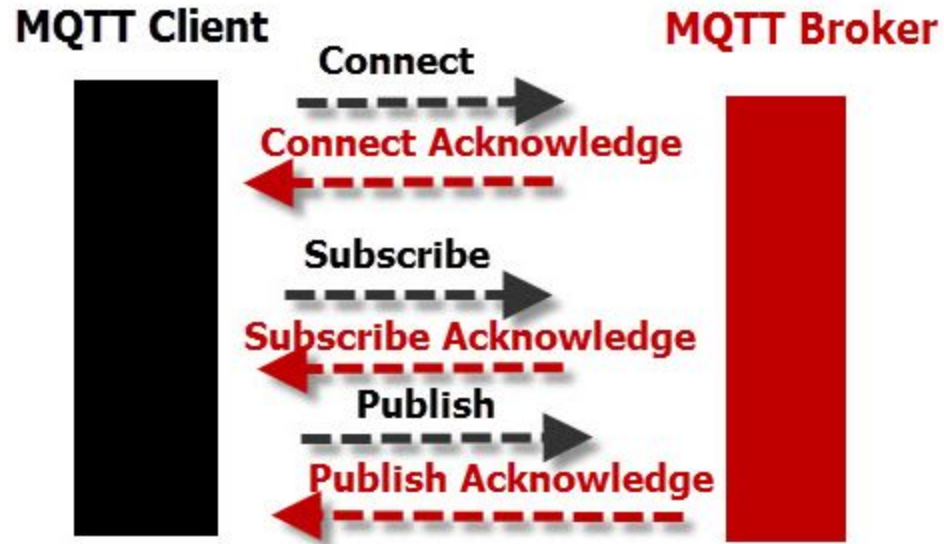 MQTT Client
MQTT Broker
Connect
Connect Acknowledge
Subscribe
Subscribe Acknowledge
Publish
Publish Acknowledge